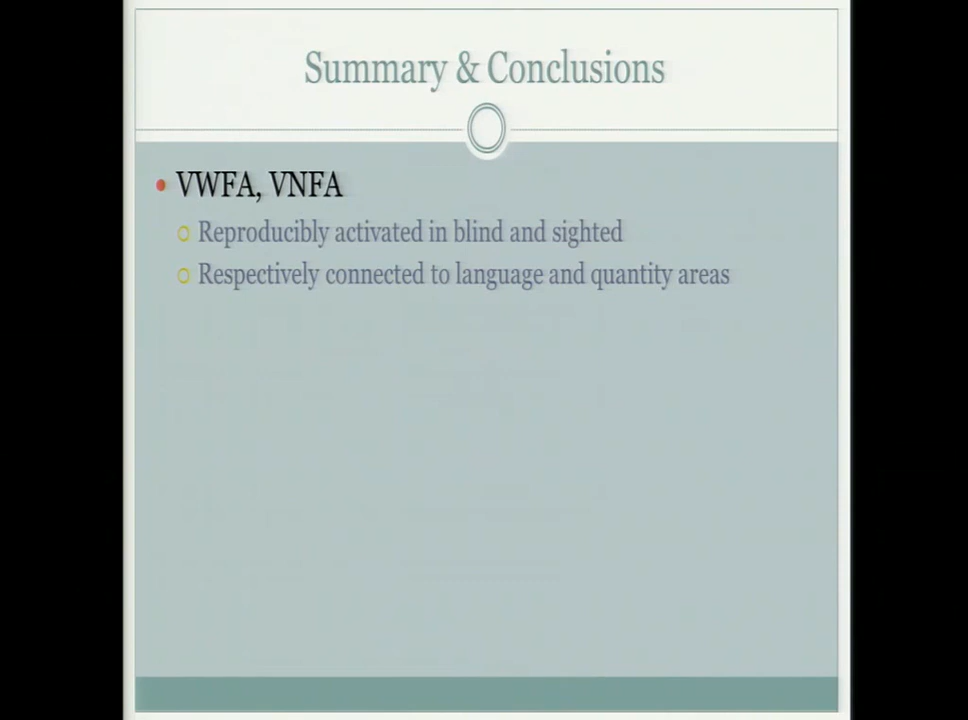 Summary & Conclusions
VWFA, VNFA
Reproducibly activated in blind and sighted
Respectively connected to language and quantity areas